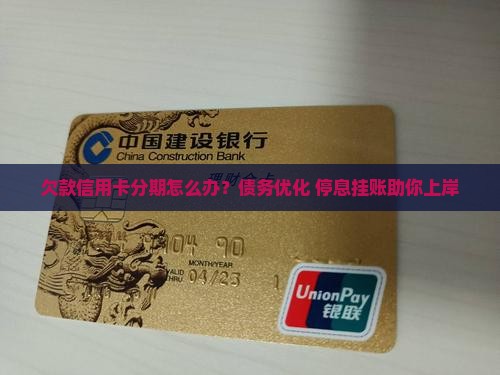 中国建设银行
China Construction Bank
理财金卡
欠款信用卡分期怎么办？债务优化 停息挂账助你上岸
04 90
MONTH/YEAR
VALID
THRU
04/23
1
UnionPay
银联